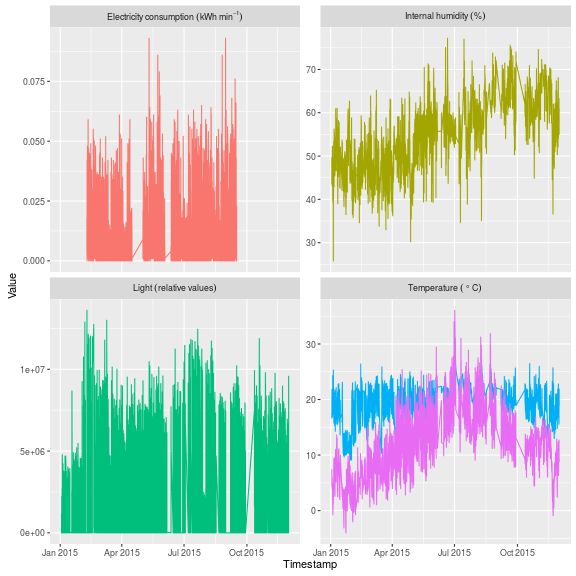 Electricity consumption (kWh min⁻¹)
Internal humidity (%)
0.075
0.050
0.025
0.000
70
60
50
40
30
Value
Light (relative values)
Temperature ( ° C)
1e+07
5e+06
0e+00
30
20
10
0
Jan 2015 Apr 2015 Jul 2015 Oct 2015
Jan 2015 Apr 2015 Jul 2015 Oct 2015
Timestamp